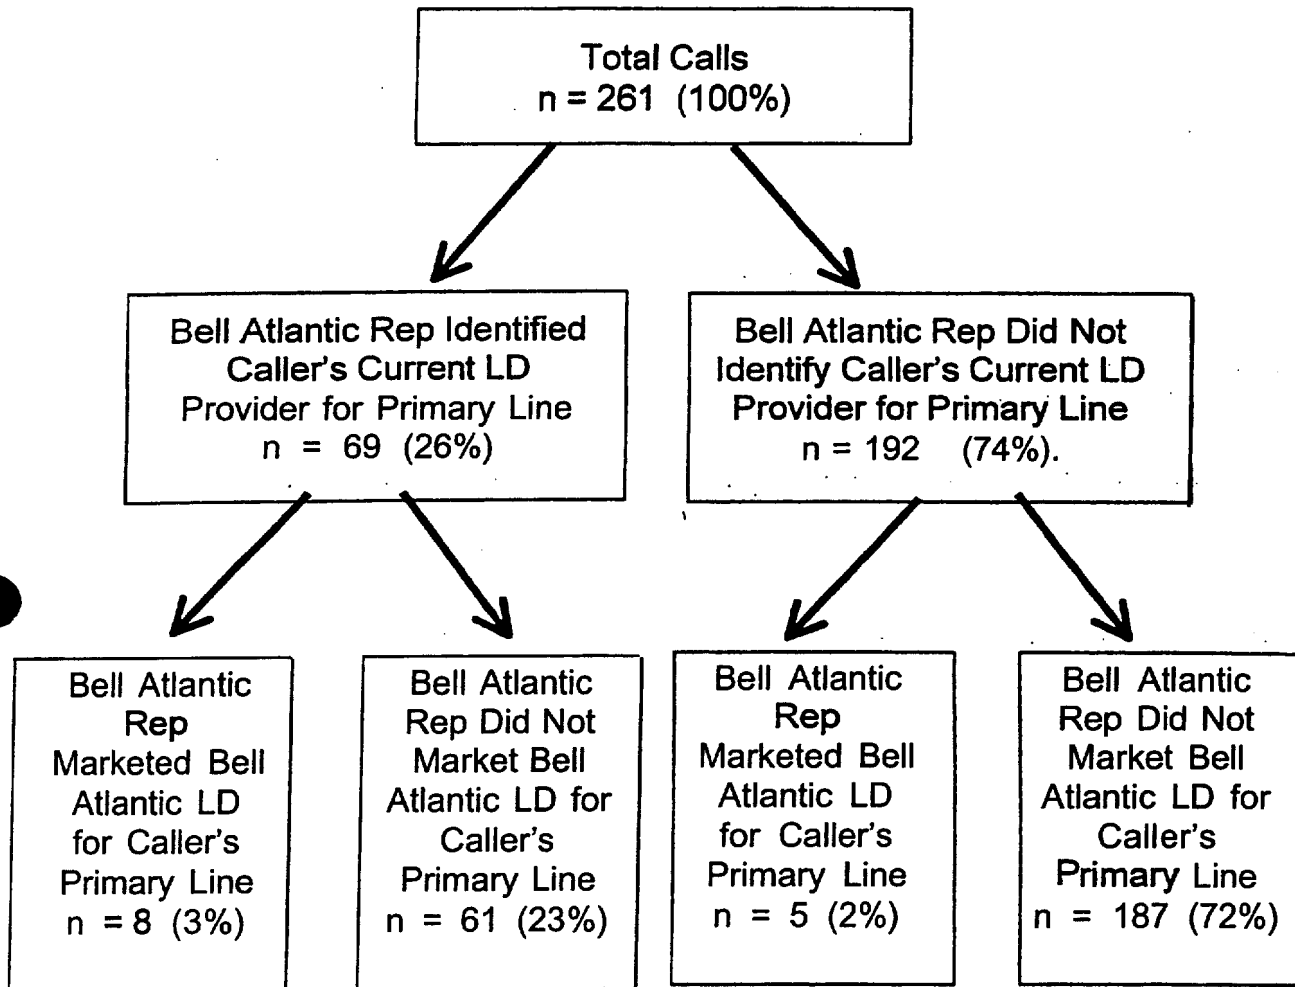 Total Calls
n = 261 (100%)
Bell Atlantic Rep Identified
Caller's Current LD
Provider for Primary Line
n = 69 (26%)
Bell Atlantic Rep Did Not
Identify Caller's Current LD
Provider for Primary Line
n = 192 (74%).
Bell Atlantic
Rep
Marketed Bell
Atlantic LD
for Caller's
Primary Line
n = 8 (3%)
Bell Atlantic
Rep Did Not
Market Bell
Atlantic LD for
Caller's
Primary Line
n = 61 (23%)
Bell Atlantic
Rep
Marketed Bell
Atlantic LD
for Caller's
Primary Line
n = 5 (2%)
Bell Atlantic
Rep Did Not
Market Bell
Atlantic LD for
Caller's
Primary Line
n = 187 (72%)